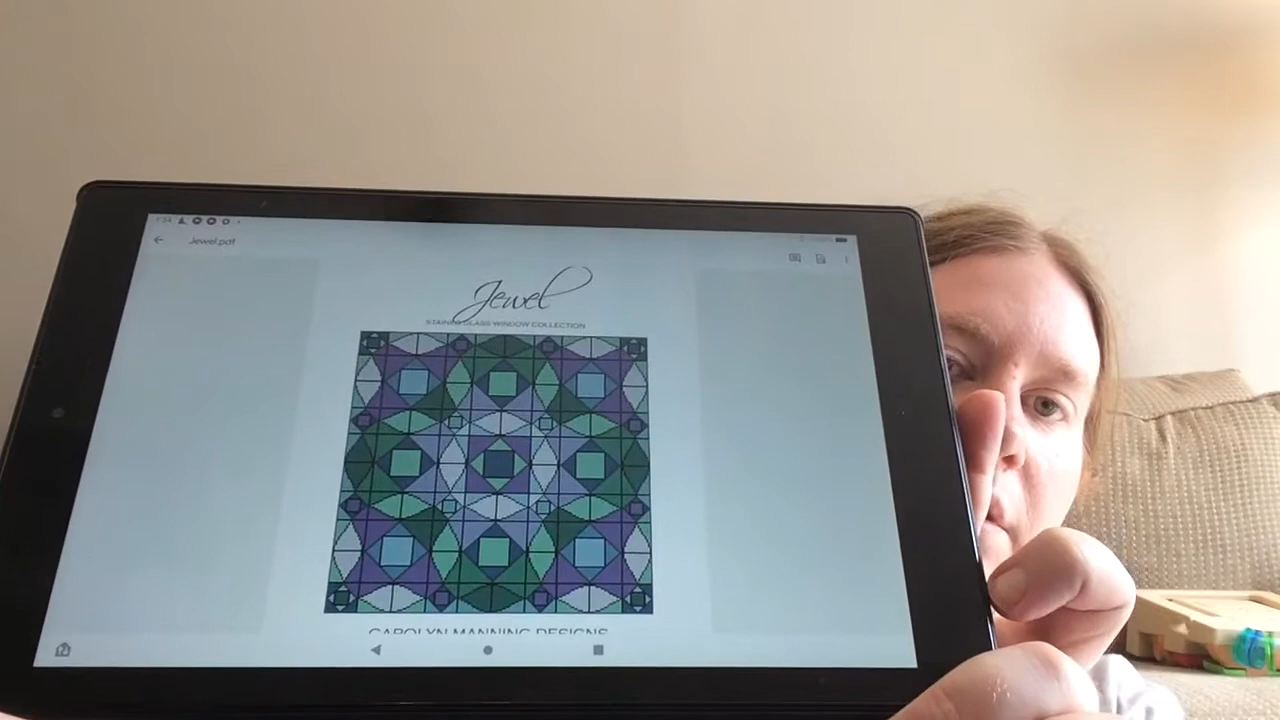 Jewel.pdf
Jewel
STAINED GLASS WINDOW COLLECTION
CAROLYN MANNING DESIGNS